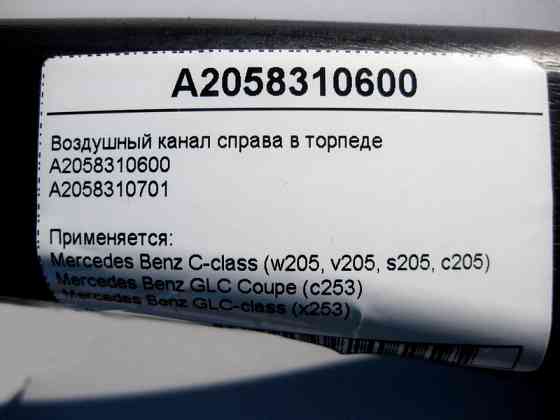 A2058310600
Воздушный канал справа в торпеде
A2058310600
A2058310701
Применяется:
Mercedes Benz C-class (w205, v205, s205, c205)
Mercedes Benz GLC Coupe (c253)
Mercedes Benz GLC-class (x253)